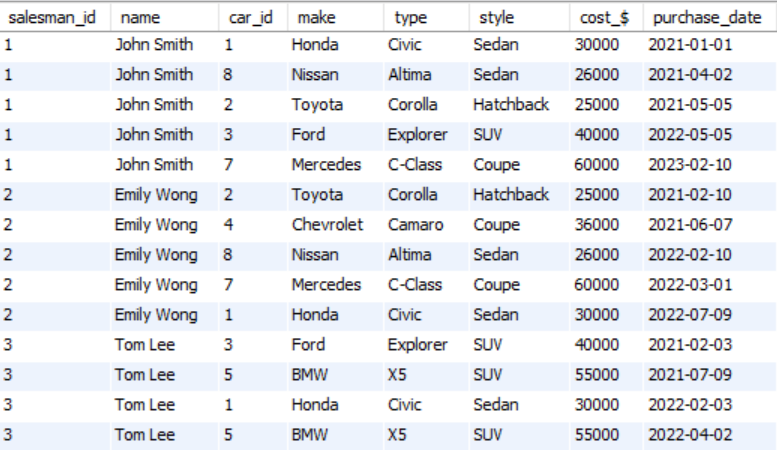 salesman_id name car_id make type style cost_$ purchase_date
1 John Smith 1 Honda Civic Sedan 30000 2021-01-01
1 John Smith 8 Nissan Altima Sedan 26000 2021-04-02
1 John Smith 2 Toyota Corolla Hatchback 25000 2021-05-05
1 John Smith 3 Ford Explorer SUV 40000 2022-05-05
1 John Smith 7 Mercedes C-Class Coupe 60000 2023-02-10
2 Emily Wong 2 Toyota Corolla Hatchback 25000 2021-02-10
2 Emily Wong 4 Chevrolet Camaro Coupe 36000 2021-06-07
2 Emily Wong 8 Nissan Altima Sedan 26000 2022-02-10
2 Emily Wong 7 Mercedes C-Class Coupe 60000 2022-03-01
2 Emily Wong 1 Honda Civic Sedan 30000 2022-07-09
3 Tom Lee 3 Ford Explorer SUV 40000 2021-02-03
3 Tom Lee 5 BMW X5 SUV 55000 2021-07-09
3 Tom Lee 1 Honda Civic Sedan 30000 2022-02-03
3 Tom Lee 5 BMW X5 SUV 55000 2022-04-02